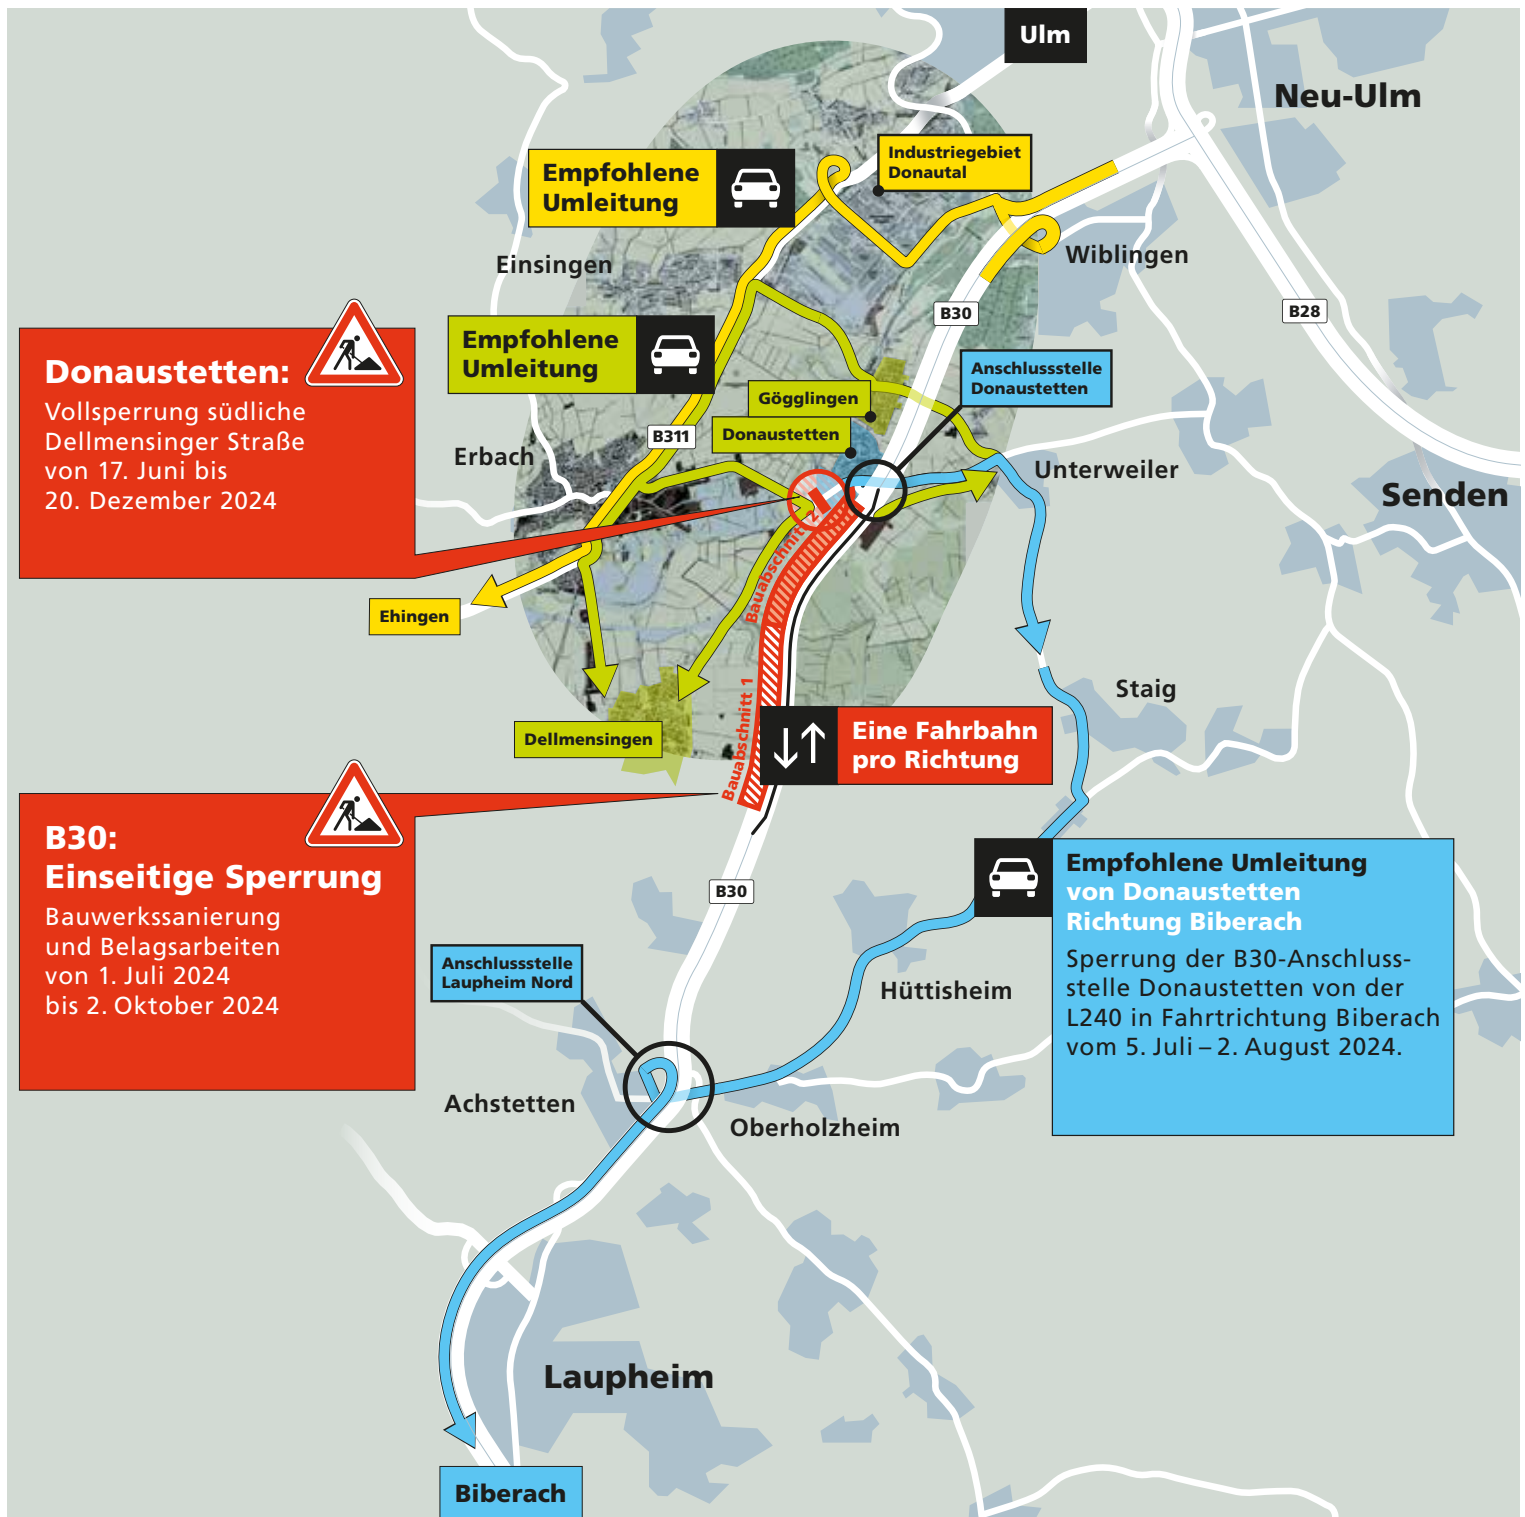 Ulm
Neu-Ulm
Industriegebiet
Donautal
Empfohlene
Umleitung
Wiblingen
Einsingen
B30
B28
Empfohlene
Umleitung
Donaustetten:
Vollsperrung südliche
Dellmensinger Straße
von 17. Juni bis
20. Dezember 2024
Anschlussstelle
Donaustetten
Gögglingen
Donaustetten
B311
Erbach
Unterweiler
Senden
Bauabschnitt 2
Ehingen
Staig
Bauabschnitt 1
Dellmensingen
Eine Fahrbahn
pro Richtung
B30:
Einseitige Sperrung
Bauwerkssanierung
und Belagsarbeiten
von 1. Juli 2024
bis 2. Oktober 2024
B30
Empfohlene Umleitung
von Donaustetten
Richtung Biberach
Sperrung der B30-Anschluss-
stelle Donaustetten von der
L240 in Fahrtrichtung Biberach
vom 5. Juli – 2. August 2024.
Anschlussstelle
Laupheim Nord
Hüttisheim
Achstetten
Oberholzheim
Laupheim
Biberach